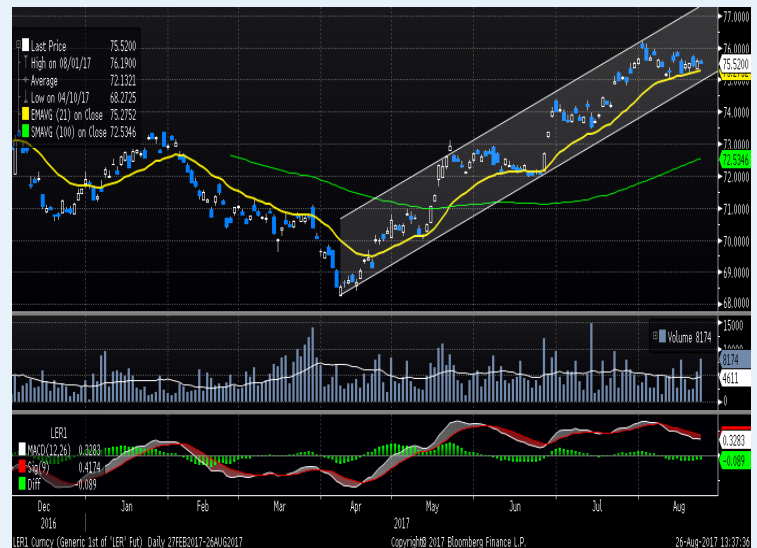 Last Price 75.5200
High on 08/01/17 76.1900
Average 72.1321
Low on 04/10/17 68.2725
EMAVG (21) on Close 75.2752
SMAVG (100) on Close 72.5346
77.0000
76.0000
75.5200
74.0000
73.0000
72.5346
72.0000
71.0000
70.0000
69.0000
68.0000
Volume 8174
15000
8174
4611
0
LER1
MACD(12,26) 0.3283
Sig(9) 0.4174
Diff -0.089
0.3283
-0.089
Dec Jan Feb Mar Apr May Jun Jul Aug
2016 2017
LER1 Curncy (Generic 1st of 'LER' Fut) Daily 27FEB2017-26AUG2017 Copyright© 2017 Bloomberg Finance L.P. 26-Aug-2017 13:37:36